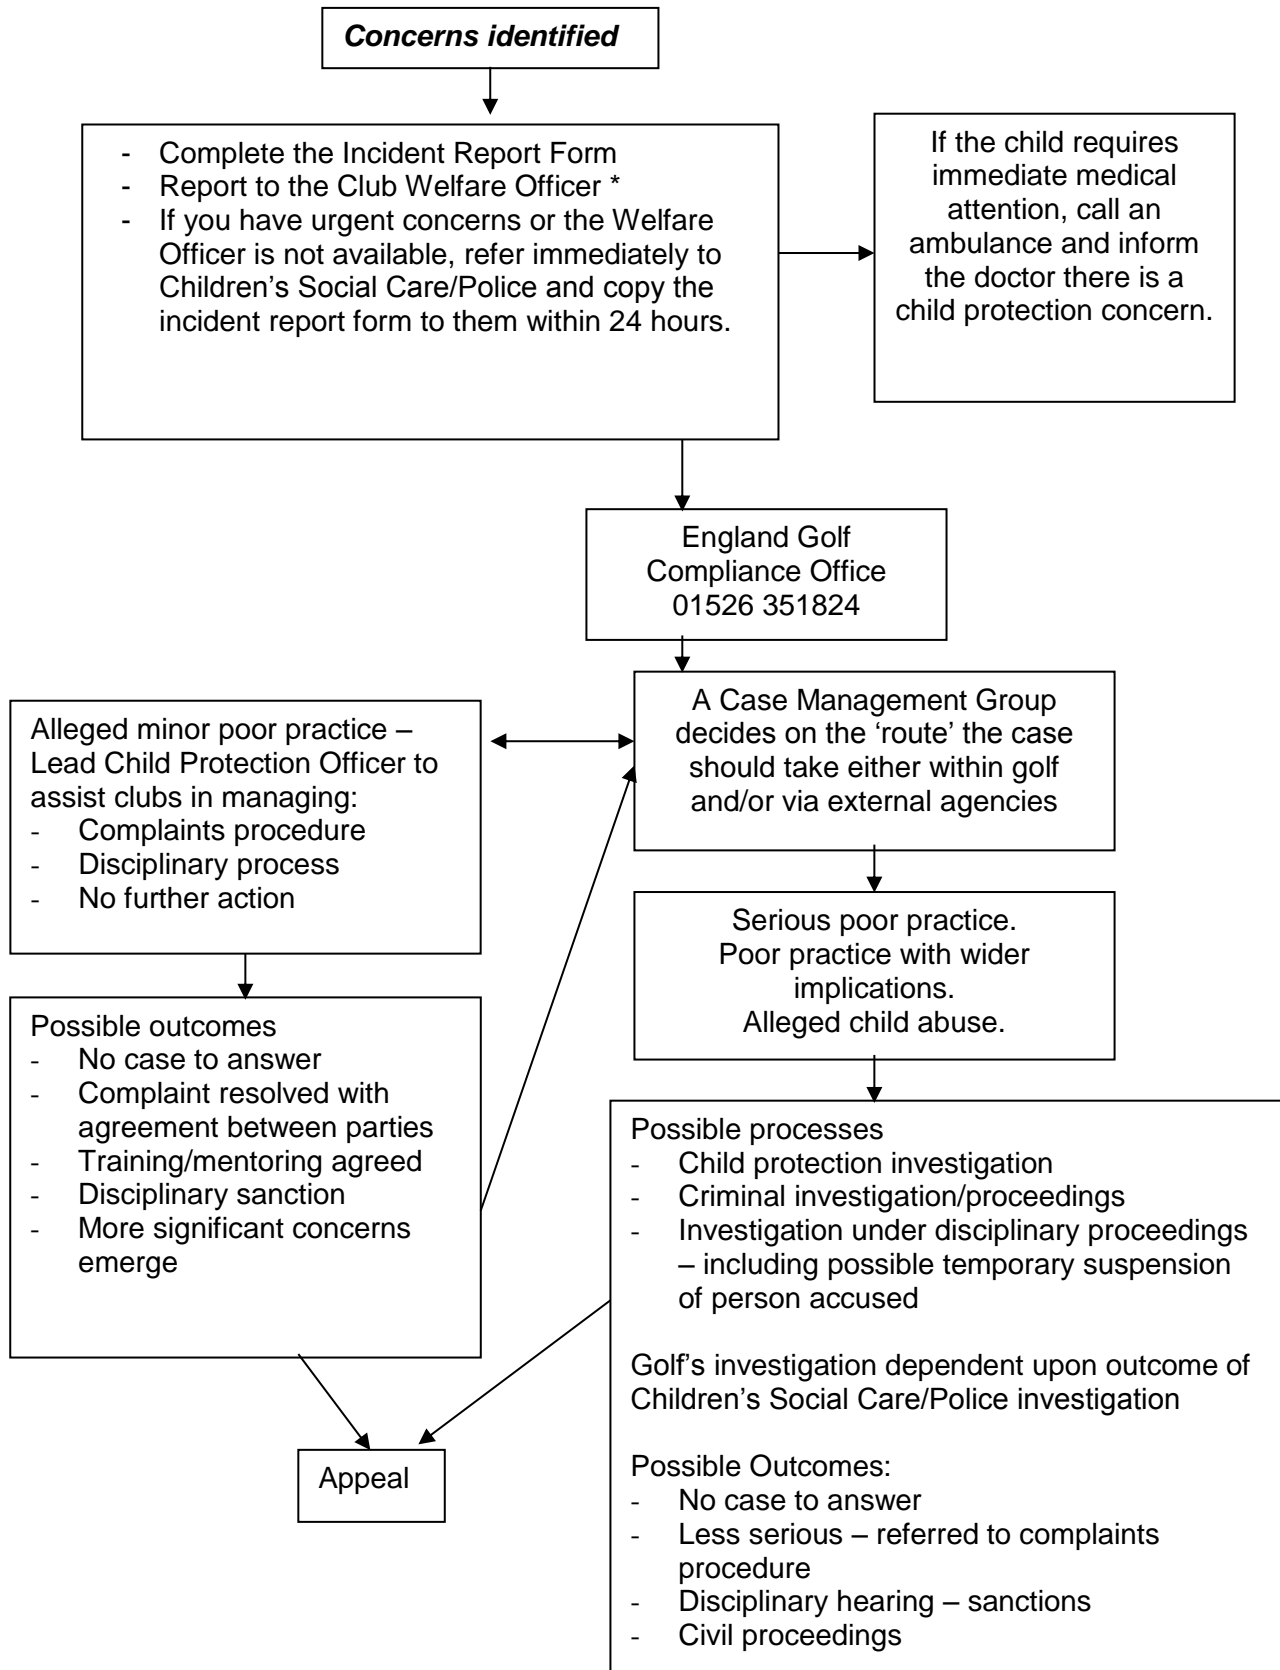 Concerns identified
- Complete the Incident Report Form
- Report to the Club Welfare Officer *
- If you have urgent concerns or the Welfare
Officer is not available, refer immediately to
Children’s Social Care/Police and copy the
incident report form to them within 24 hours.
If the child requires
immediate medical
attention, call an
ambulance and inform
the doctor there is a
child protection concern.
England Golf
Compliance Office
01526 351824
A Case Management Group
decides on the ‘route’ the case
should take either within golf
and/or via external agencies
Alleged minor poor practice –
Lead Child Protection Officer to
assist clubs in managing:
- Complaints procedure
- Disciplinary process
- No further action
Serious poor practice.
Poor practice with wider
implications.
Alleged child abuse.
Possible outcomes
- No case to answer
- Complaint resolved with
agreement between parties
- Training/mentoring agreed
- Disciplinary sanction
- More significant concerns
emerge
Possible processes
- Child protection investigation
- Criminal investigation/proceedings
- Investigation under disciplinary proceedings
– including possible temporary suspension
of person accused
Golf’s investigation dependent upon outcome of
Children’s Social Care/Police investigation
Possible Outcomes:
- No case to answer
- Less serious – referred to complaints
procedure
- Disciplinary hearing – sanctions
- Civil proceedings
Appeal